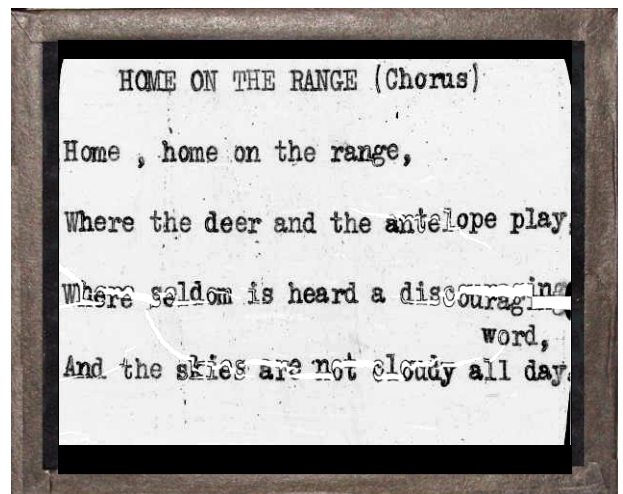 HOME ON THE RANGE (Chorus)
Home , home on the range,
Where the deer and the antelope play,
Where seldom is heard a discouraging
word,
And the skies are not cloudy all day.